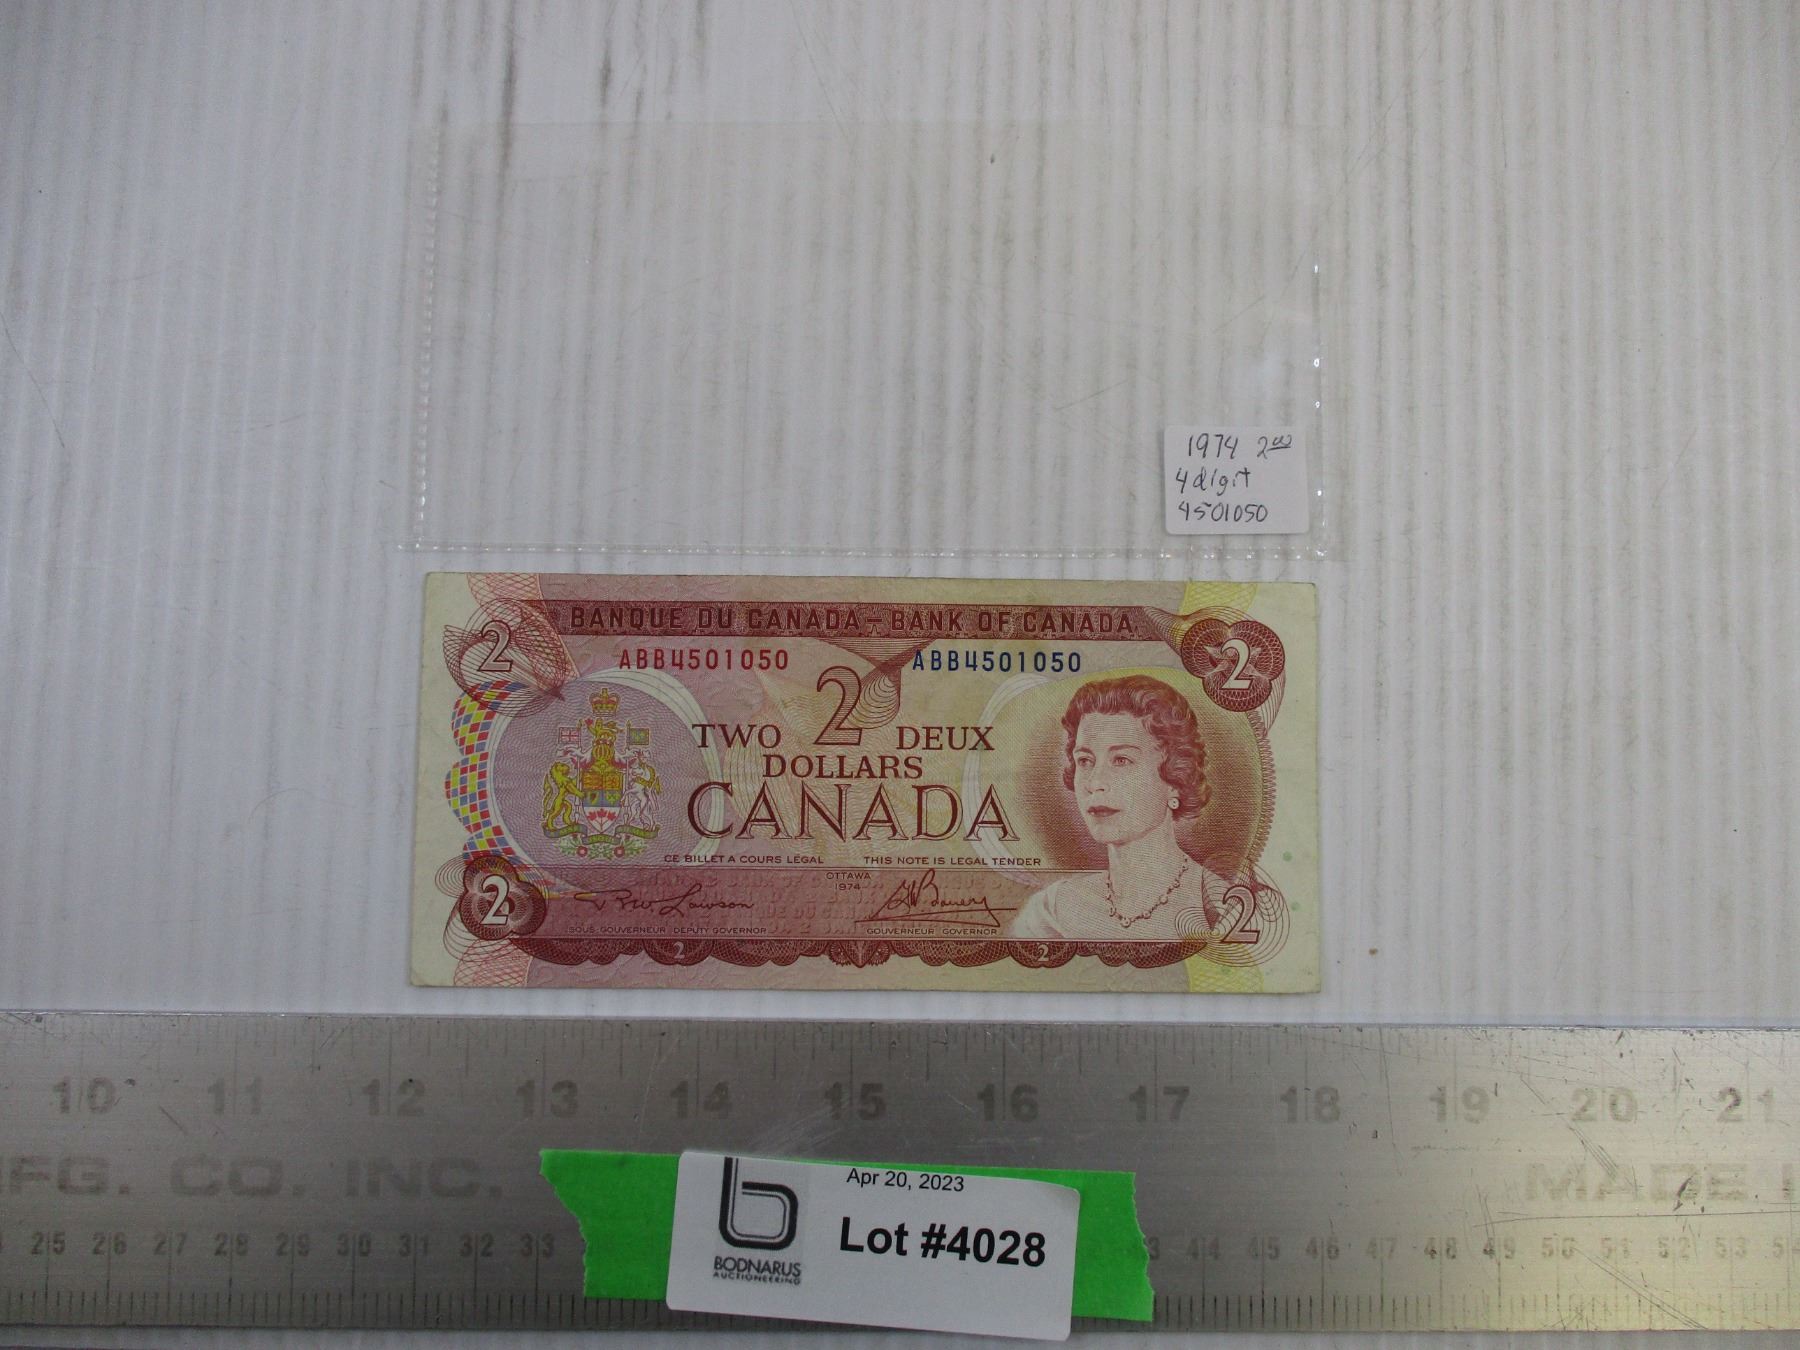 1974 2.00
4 digit
4501050
BANQUE DU CANADA – BANK OF CANADA
2 2
ABB4501050 ABB4501050
2
TWO DEUX
DOLLARS
CANADA
CE BILLET A COURS LÉGAL THIS NOTE IS LEGAL TENDER
OTTAWA
1974
2 2
R.W. Lawson G.K. Bouey
SOUS-GOUVERNEUR DEPUTY GOVERNOR GOUVERNEUR GOVERNOR
2 2
10 11 12 13 14 15 16 17 18 19 20 21
MFG. CO. INC. MADE I
Apr 20, 2023
Lot #4028
BODNARUS
AUCTIONEERING
25 26 27 28 29 30 31 32 33 43 44 45 46 47 48 49 50 51 52 53 54